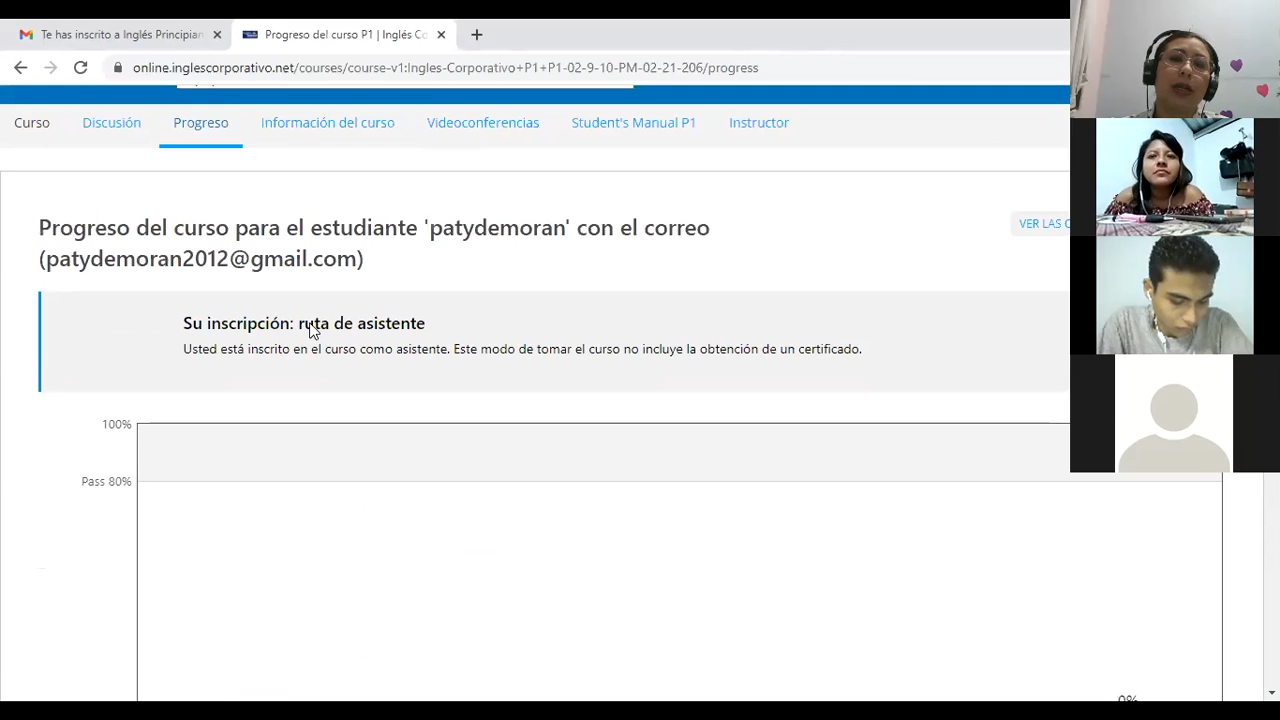 Te has inscrito a Inglés Principian
Progreso del curso P1 | Inglés Co
online.inglescorporativo.net/courses/course-v1:Ingles-Corporativo+P1+P1-02-9-10-PM-02-21-206/progress
Curso Discusión Progreso Información del curso Videoconferencias Student's Manual P1 Instructor
Progreso del curso para el estudiante 'patydemoran' con el correo
(patydemoran2012@gmail.com)
VER LAS C
Su inscripción: ruta de asistente
Usted está inscrito en el curso como asistente. Este modo de tomar el curso no incluye la obtención de un certificado.
100%
Pass 80%
0%